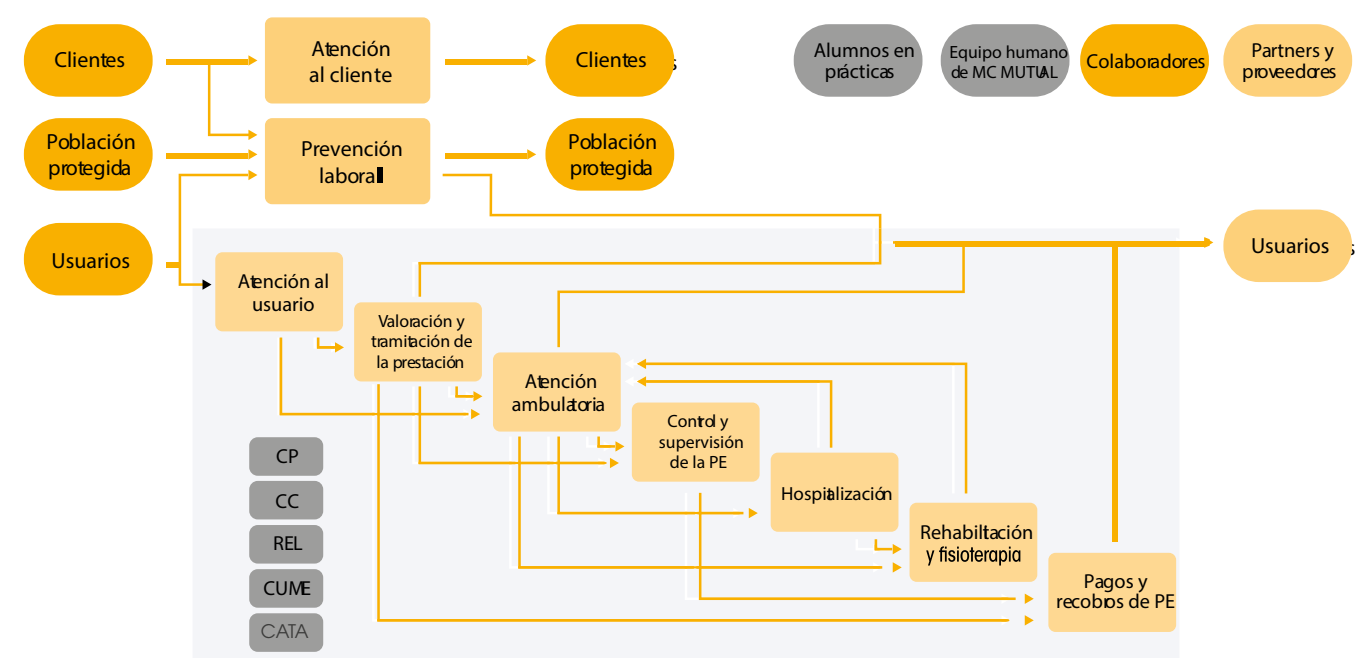 Clientes
Atención
al cliente
Clientes
Alumnos en
prácticas
Equipo humano
de MC MUTUAL
Colaboradores
Partners y
proveedores
Población
protegida
Prevención
laboral
Población
protegida
Usuarios
Usuarios
Atención al
usuario
Valoración y
tramitación de
la prestación
Atención
ambulatoria
Control y
supervisión
de la PE
CP
CC
REL
CUME
CATA
Hospitalización
Rehabiltación
y fisioterapia
Pagos y
recobros de PE